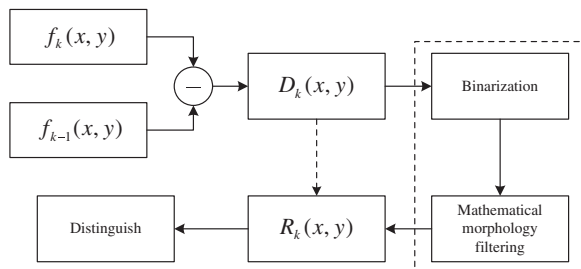 f_k(x, y)
−
D_k(x, y)
Binarization
f_{k-1}(x, y)
Distinguish
R_k(x, y)
Mathematical
morphology
filtering